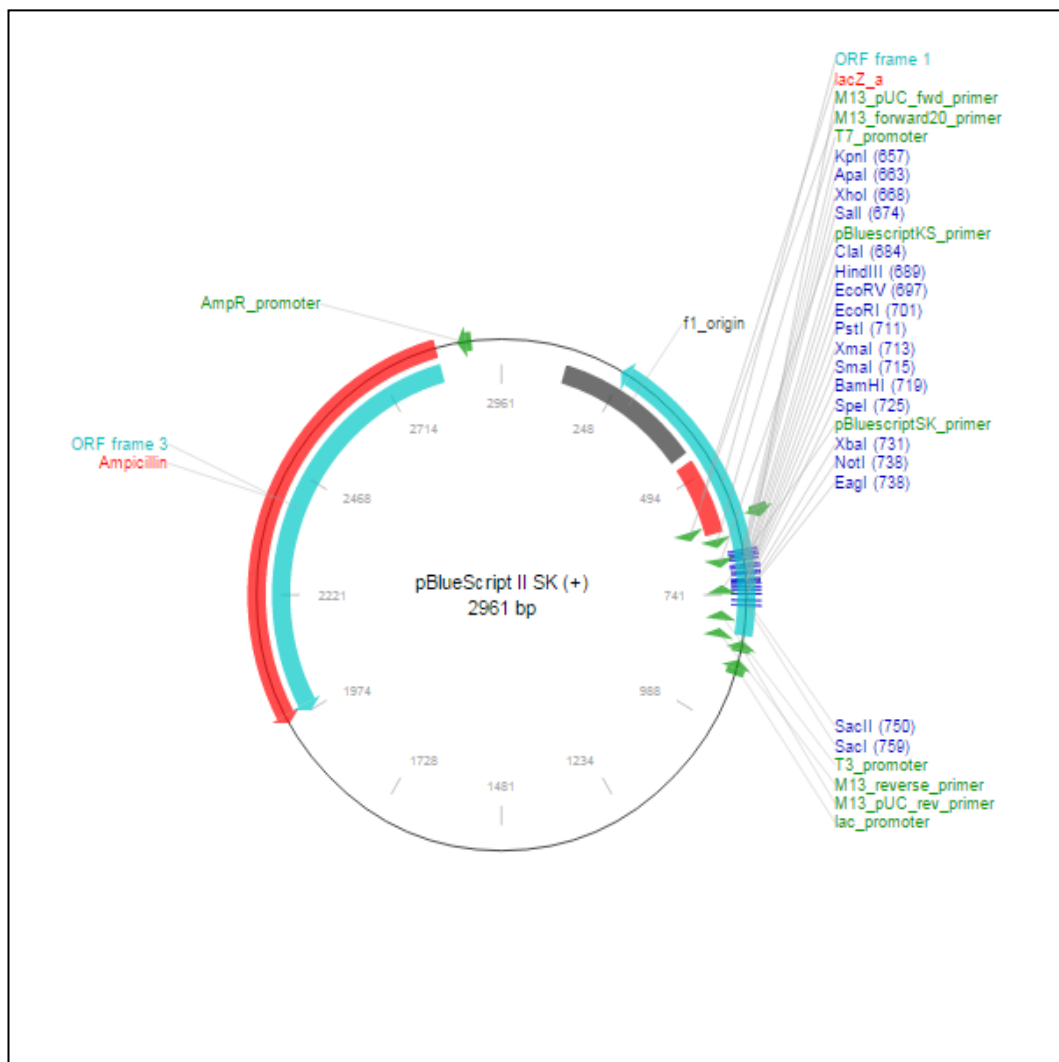 ORF frame 1
lacZ_a
M13_pUC_fwd_primer
M13_forward20_primer
T7_promoter
KpnI (657)
ApaI (663)
XhoI (668)
SalI (674)
pBluescriptKS_primer
ClaI (684)
HindIII (689)
EcoRV (697)
EcoRI (701)
PstI (711)
XmaI (713)
SmaI (715)
BamHI (719)
SpeI (725)
pBluescriptSK_primer
XbaI (731)
NotI (738)
EagI (738)
AmpR_promoter
f1_origin
2961
2714
248
ORF frame 3
Ampicillin
2468
494
pBlueScript II SK (+)
2961 bp
2221
741
1974
988
1728
1234
1481
SacII (750)
SacI (759)
T3_promoter
M13_reverse_primer
M13_pUC_rev_primer
lac_promoter